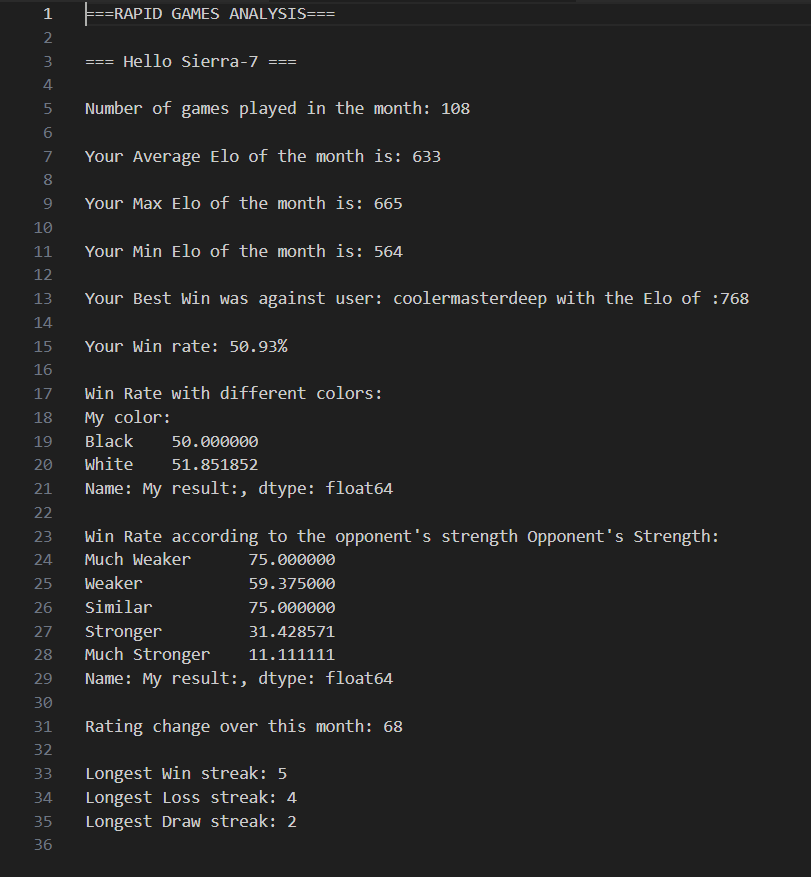 1 ===RAPID GAMES ANALYSIS===
2
3 === Hello Sierra-7 ===
4
5 Number of games played in the month: 108
6
7 Your Average Elo of the month is: 633
8
9 Your Max Elo of the month is: 665
10
11 Your Min Elo of the month is: 564
12
13 Your Best Win was against user: coolermasterdeep with the Elo of :768
14
15 Your Win rate: 50.93%
16
17 Win Rate with different colors:
18 My color:
19 Black    50.000000
20 White    51.851852
21 Name: My result:, dtype: float64
22
23 Win Rate according to the opponent's strength Opponent's Strength:
24 Much Weaker      75.000000
25 Weaker           59.375000
26 Similar          75.000000
27 Stronger         31.428571
28 Much Stronger    11.111111
29 Name: My result:, dtype: float64
30
31 Rating change over this month: 68
32
33 Longest Win streak: 5
34 Longest Loss streak: 4
35 Longest Draw streak: 2
36